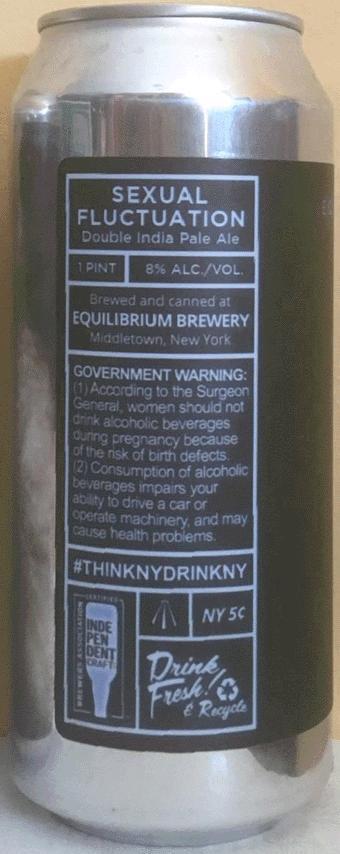 SEXUAL
FLUCTUATION
Double India Pale Ale
1 PINT
8% ALC./VOL.
Brewed and canned at
EQUILIBRIUM BREWERY
Middletown, New York
GOVERNMENT WARNING:
(1) According to the Surgeon
General, women should not
drink alcoholic beverages
during pregnancy because
of the risk of birth defects.
(2) Consumption of alcoholic
beverages impairs your
ability to drive a car or
operate machinery, and may
cause health problems.
#THINKNYDRINKNY
BREWERS ASSOCIATION
CERTIFIED
INDE
PEN
DENT
CRAFT
NY 5¢
Drink
Fresh!
& Recycle